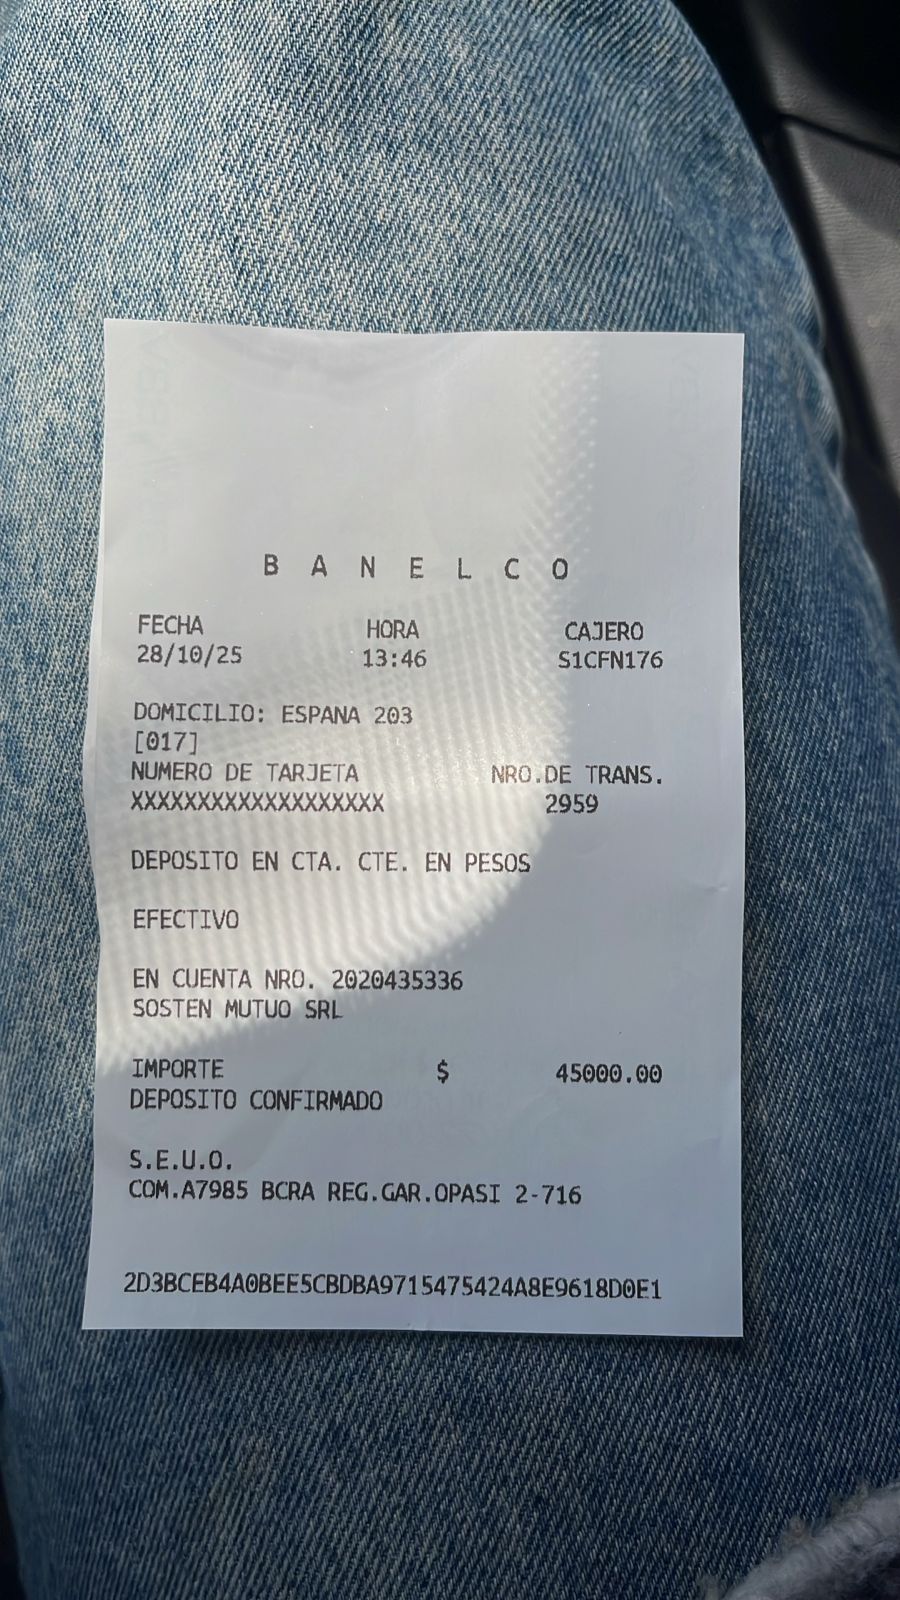 B A N E L C O
FECHA HORA CAJERO
28/10/25 13:46 S1CFN176
DOMICILIO: ESPANA 203
[017]
NUMERO DE TARJETA NRO.DE TRANS.
XXXXXXXXXXXXXXXXXXX 2959
DEPOSITO EN CTA. CTE. EN PESOS
EFECTIVO
EN CUENTA NRO. 2020435336
SOSTEN MUTUO SRL
IMPORTE $ 45000.00
DEPOSITO CONFIRMADO
S.E.U.O.
COM.A7985 BCRA REG.GAR.OPASI 2-716
2D3BCEB4A0BEE5CBDBA9715475424A8E9618D0E1